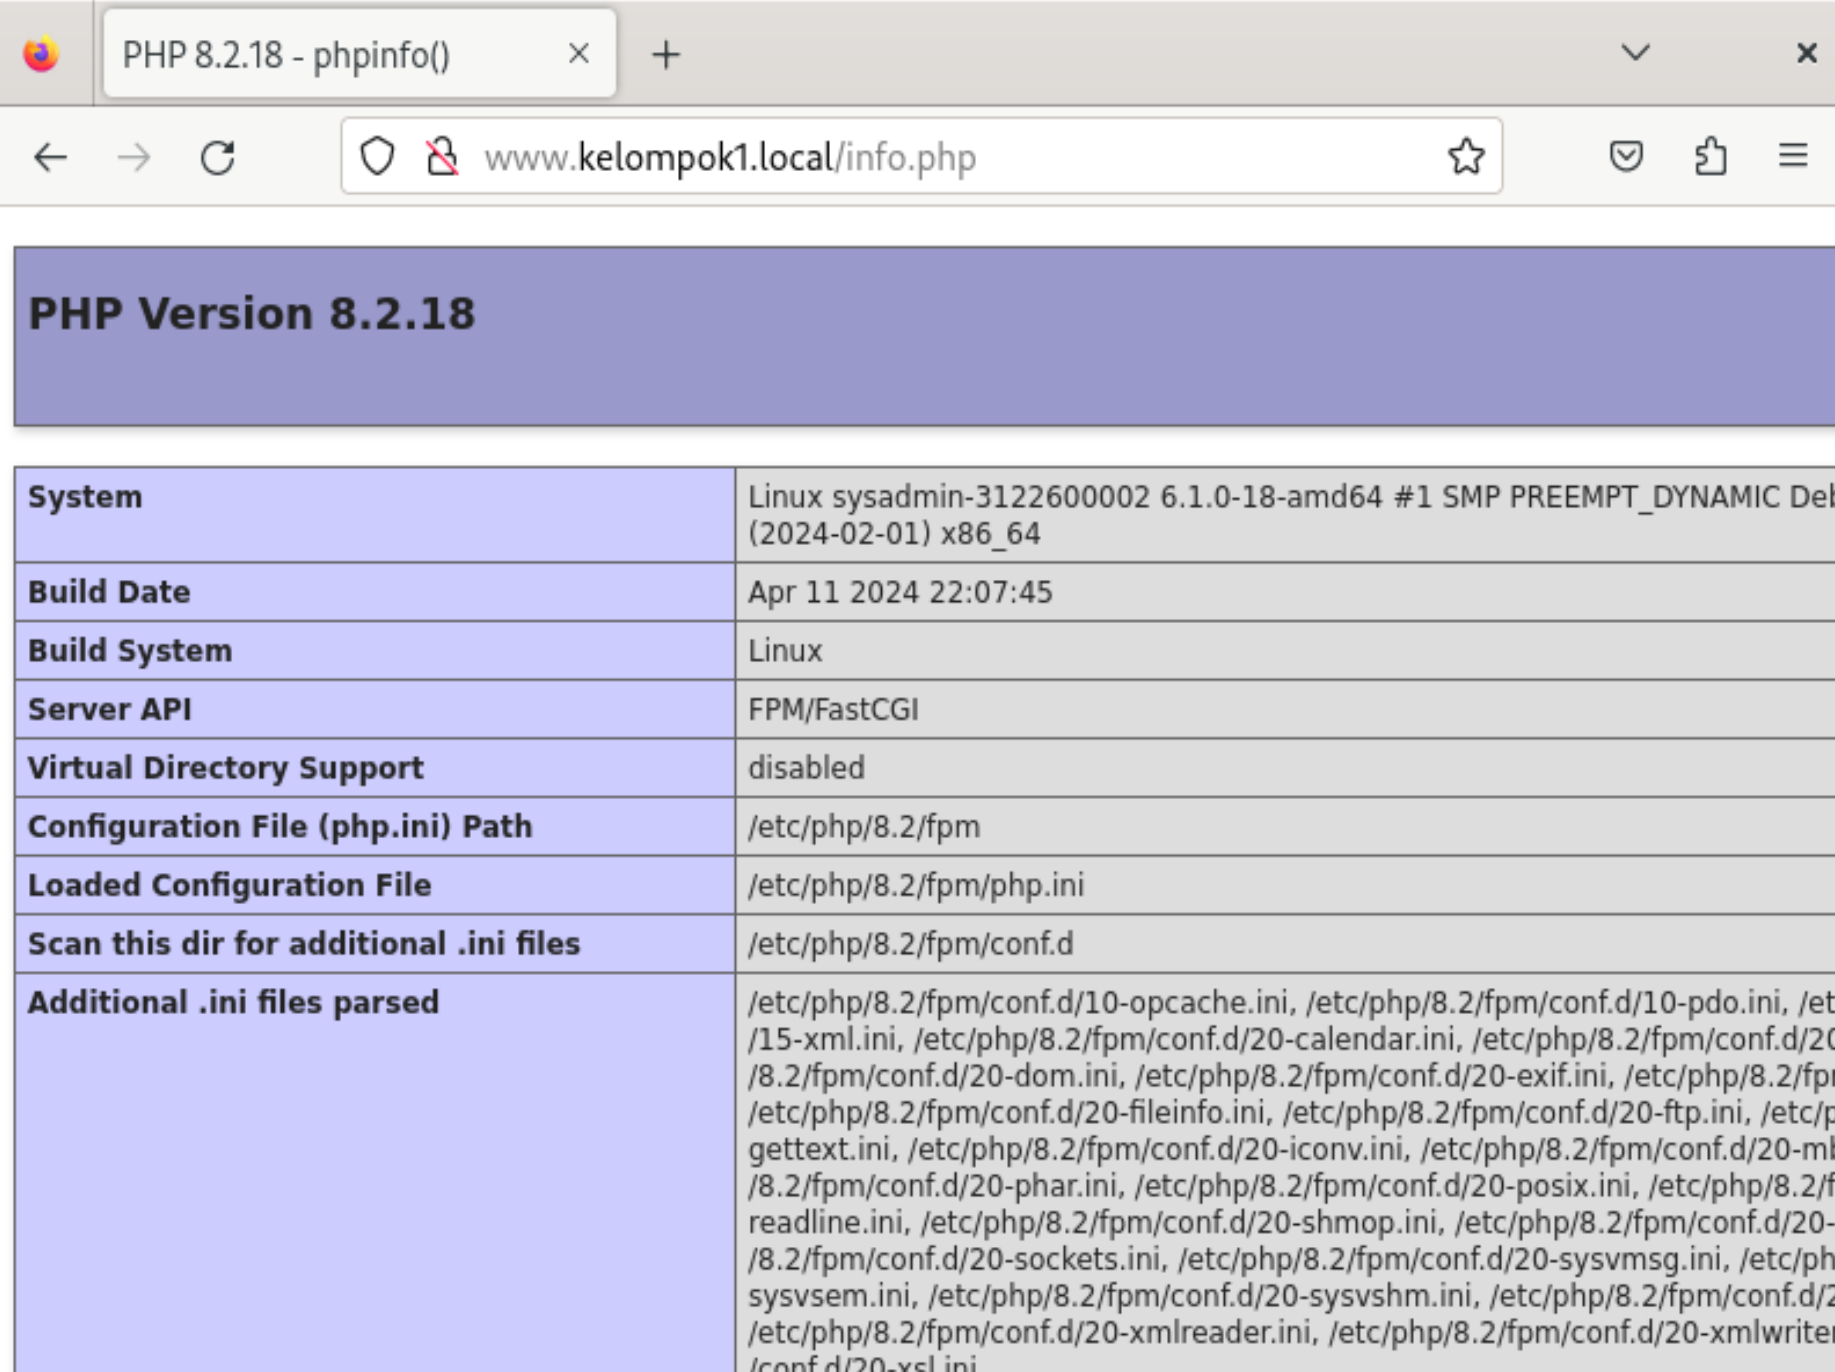 PHP 8.2.18 - phpinfo()
www.kelompok1.local/info.php
PHP Version 8.2.18
System
Linux sysadmin-3122600002 6.1.0-18-amd64 #1 SMP PREEMPT_DYNAMIC
(2024-02-01) x86_64
Build Date
Apr 11 2024 22:07:45
Build System
Linux
Server API
FPM/FastCGI
Virtual Directory Support
disabled
Configuration File (php.ini) Path
/etc/php/8.2/fpm
Loaded Configuration File
/etc/php/8.2/fpm/php.ini
Scan this dir for additional .ini files
/etc/php/8.2/fpm/conf.d
Additional .ini files parsed
/etc/php/8.2/fpm/conf.d/10-opcache.ini, /etc/php/8.2/fpm/conf.d/10-pdo.ini,
/15-xml.ini, /etc/php/8.2/fpm/conf.d/20-calendar.ini, /etc/php/8.2/fpm/conf.d/20
/8.2/fpm/conf.d/20-dom.ini, /etc/php/8.2/fpm/conf.d/20-exif.ini, /etc/php/8.2/fp
/etc/php/8.2/fpm/conf.d/20-fileinfo.ini, /etc/php/8.2/fpm/conf.d/20-ftp.ini, /etc/
gettext.ini, /etc/php/8.2/fpm/conf.d/20-iconv.ini, /etc/php/8.2/fpm/conf.d/20-m
/8.2/fpm/conf.d/20-phar.ini, /etc/php/8.2/fpm/conf.d/20-posix.ini, /etc/php/8.2/
readline.ini, /etc/php/8.2/fpm/conf.d/20-shmop.ini, /etc/php/8.2/fpm/conf.d/20-
/8.2/fpm/conf.d/20-sockets.ini, /etc/php/8.2/fpm/conf.d/20-sysvmsg.ini, /etc/ph
sysvsem.ini, /etc/php/8.2/fpm/conf.d/20-sysvshm.ini, /etc/php/8.2/fpm/conf.d/2
/etc/php/8.2/fpm/conf.d/20-xmlreader.ini, /etc/php/8.2/fpm/conf.d/20-xmlwriter
/conf.d/20-xsl.ini